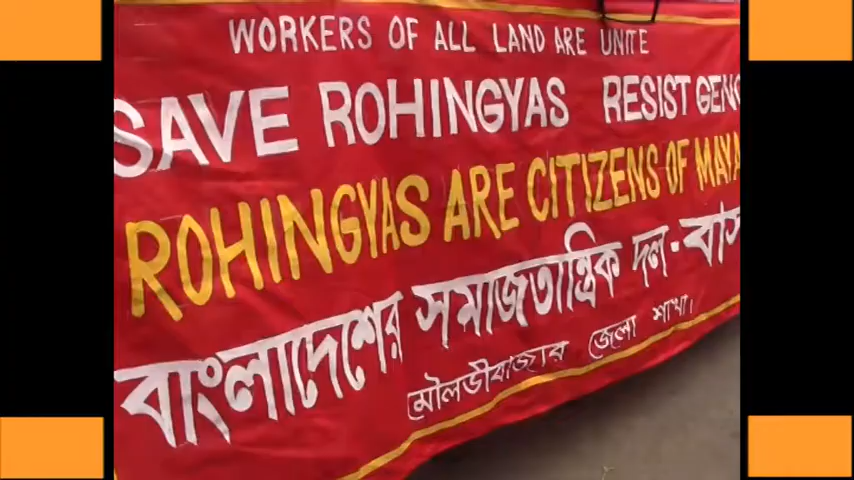 WORKERS OF ALL LAND ARE UNITE
SAVE ROHINGYAS RESIST GENO
ROHINGYAS ARE CITIZENS OF MAYA
বাংলাদেশের সমাজতান্ত্রিক দল-বাস
মৌলভীবাজার জেলা শাখা।